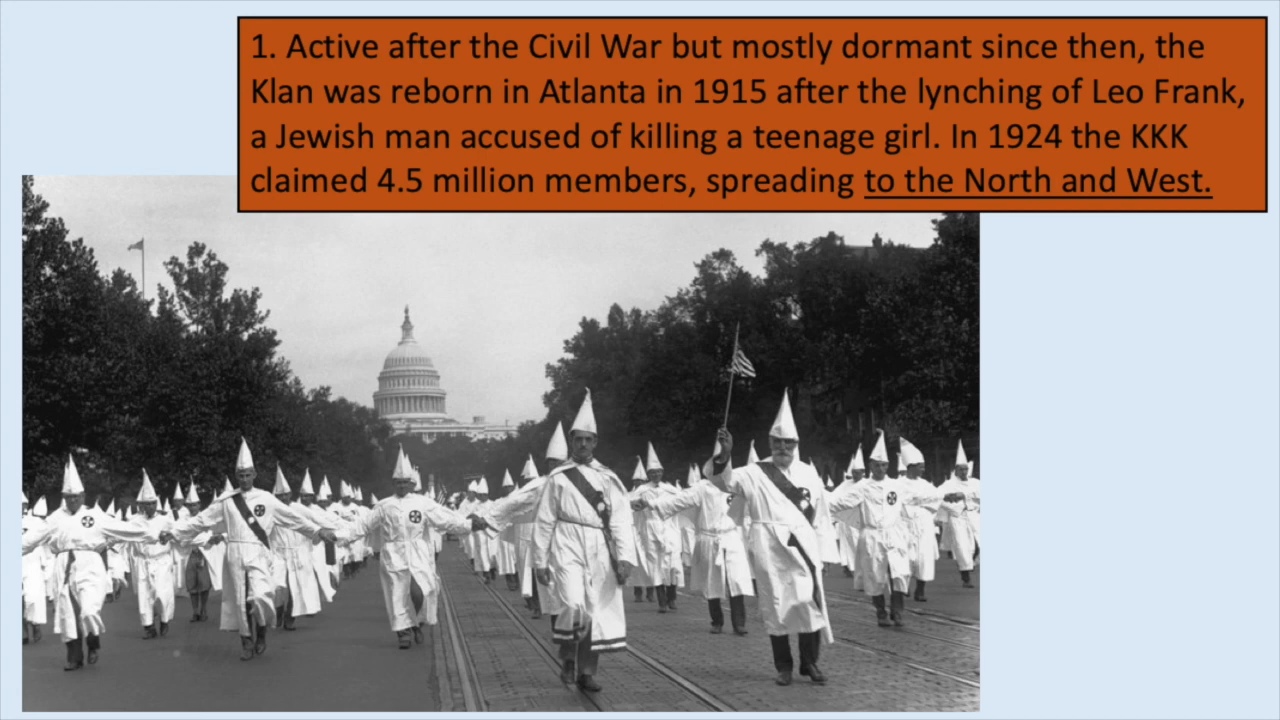 1. Active after the Civil War but mostly dormant since then, the
Klan was reborn in Atlanta in 1915 after the lynching of Leo Frank,
a Jewish man accused of killing a teenage girl. In 1924 the KKK
claimed 4.5 million members, spreading to the North and West.